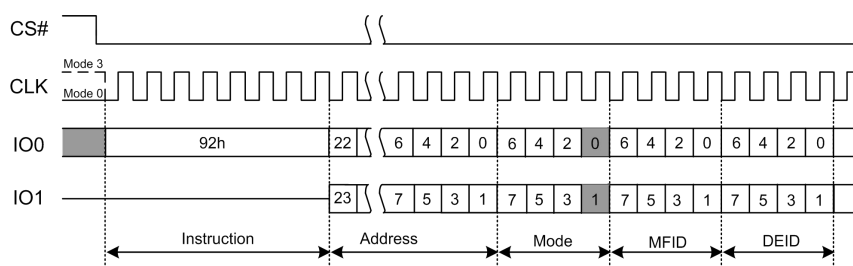 CS#
Mode 3
CLK
Mode 0
IO0 92h 22 6 4 2 0 6 4 2 0 6 4 2 0 6 4 2 0
IO1 23 7 5 3 1 7 5 3 1 7 5 3 1 7 5 3 1
Instruction Address Mode MFID DEID